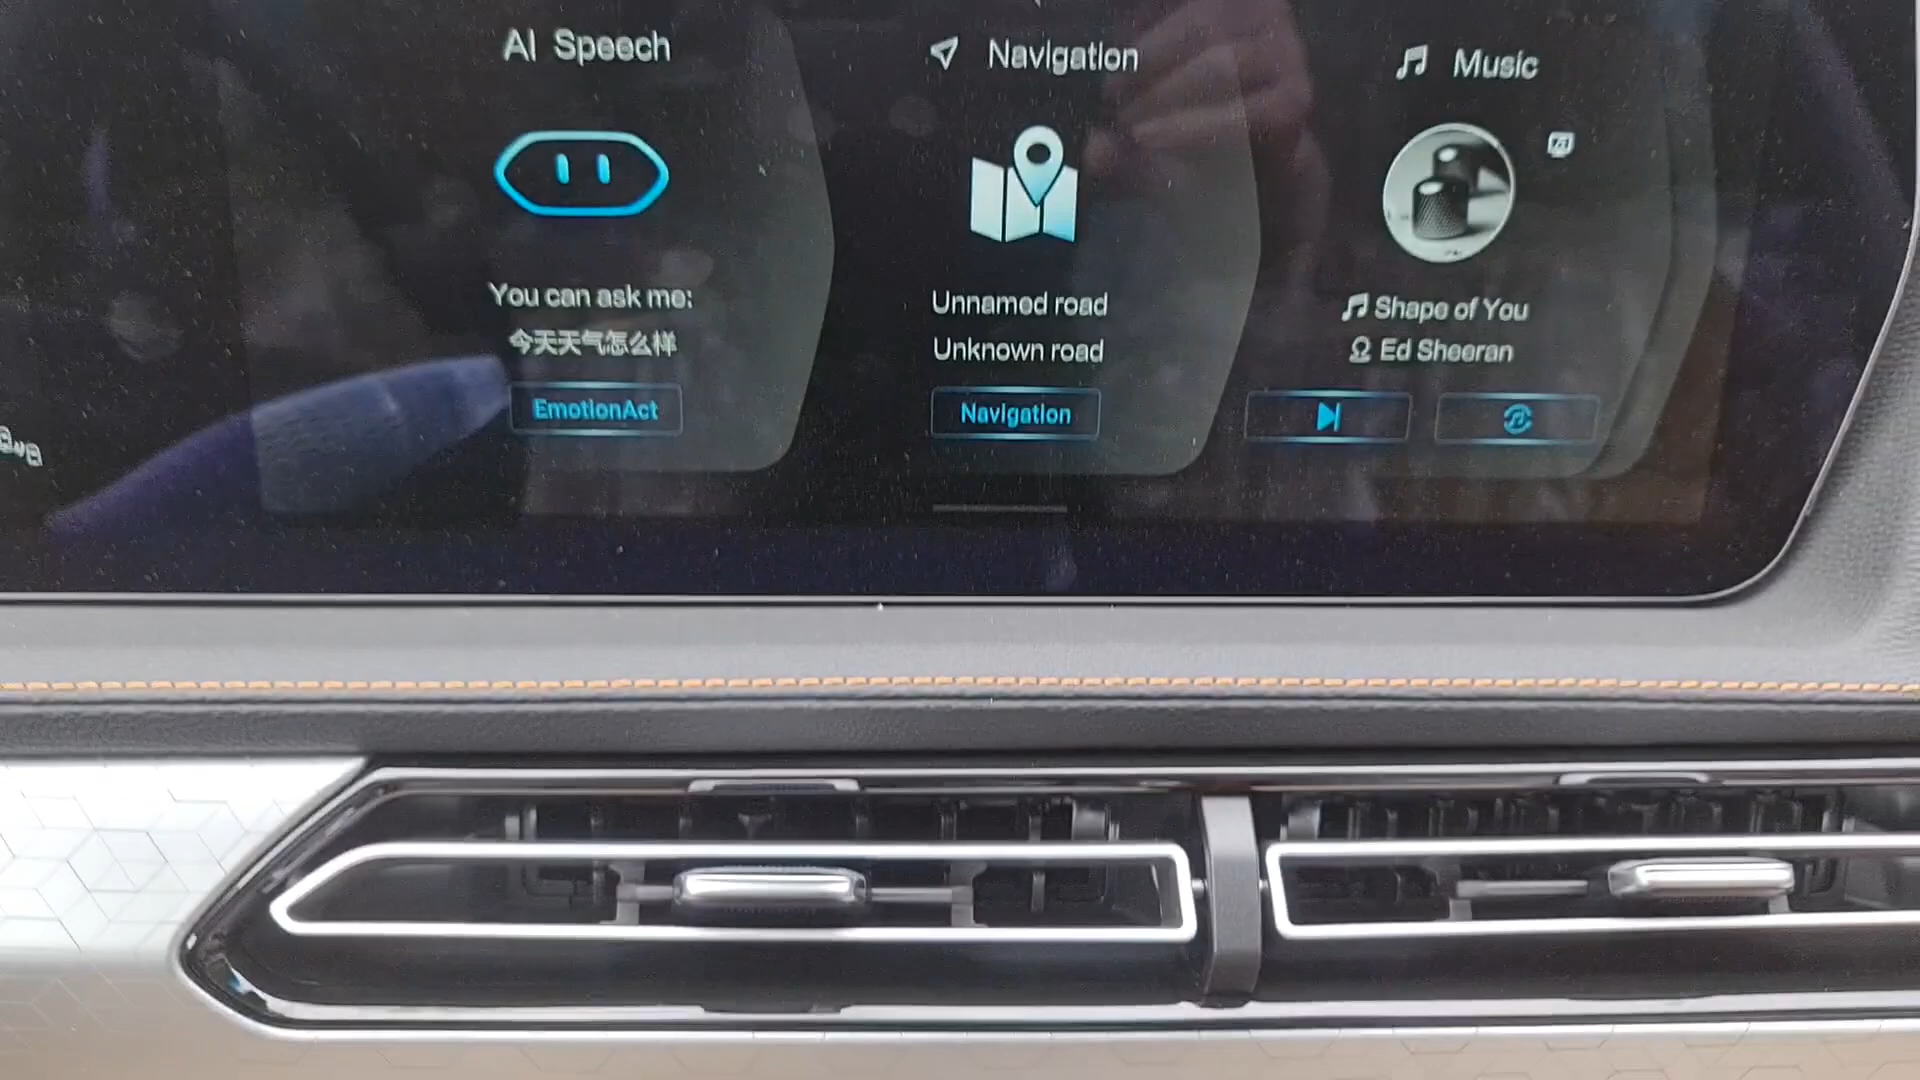 AI Speech
You can ask me:
今天天气怎么样
EmotionAct
Navigation
Unnamed road
Unknown road
Navigation
Music
Shape of You
Ed Sheeran